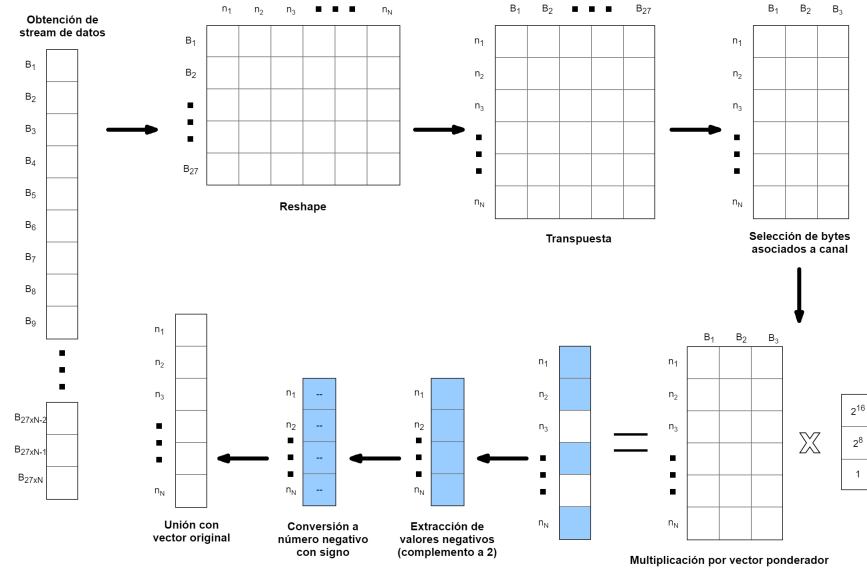 Obtención de
stream de datos
B1
B2
B3
B4
B5
B6
B7
B8
B9
B27xN-2
B27xN-1
B27xN
n1 n2 n3 nN
B1
B2
B27
Reshape
B1 B2 B27
n1
n2
n3
nN
Transpuesta
B1 B2 B3
n1
n2
n3
nN
Selección de bytes
asociados a canal
B1 B2 B3
n1
n2
n3
nN
X
2^16
2^8
1
Multiplicación por vector ponderador
n1
n2
n3
nN
n1
n2
nN
Extracción de
valores negativos
(complemento a 2)
n1 --
n2 --
--
nN --
Conversión a
número negativo
con signo
n1
n2
n3
nN
Unión con
vector original